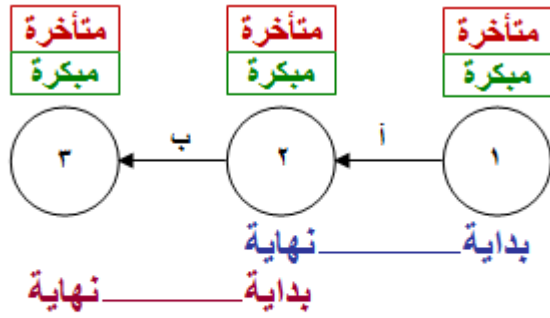 متأخرة متأخرة متأخرة
مبكرة مبكرة مبكرة
أ ب
١ ٢ ٣
بداية نهاية
بداية نهاية